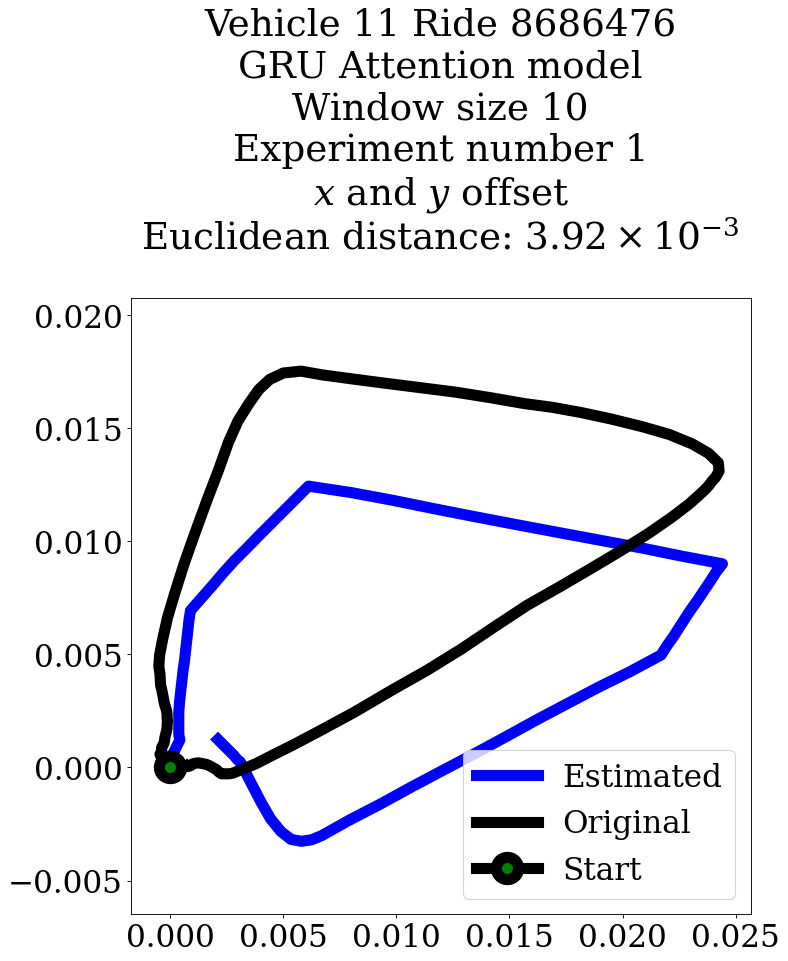 Vehicle 11 Ride 8686476
GRU Attention model
Window size 10
Experiment number 1
x and y offset
Euclidean distance: 3.92 × 10⁻³
0.020
0.015
0.010
0.005
0.000
−0.005
Estimated
Original
Start
0.000 0.005 0.010 0.015 0.020 0.025